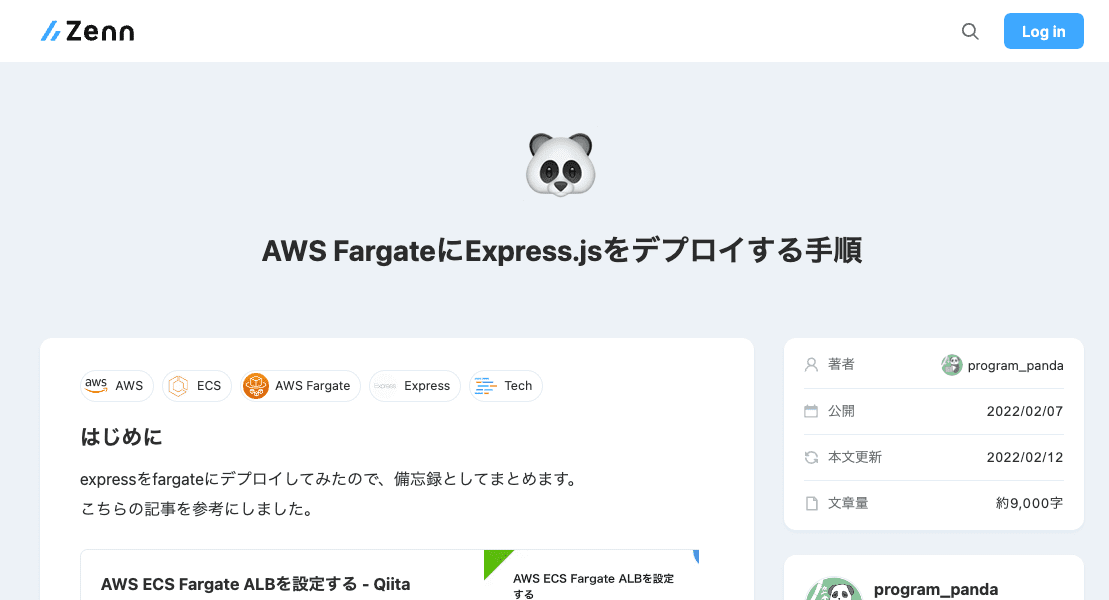 Zenn
Log in
AWS FargateにExpress.jsをデプロイする手順
aws AWS
ECS
AWS Fargate
Express Express
Tech
はじめに
expressをfargateにデプロイしてみたので、備忘録としてまとめます。
こちらの記事を参考にしました。
AWS ECS Fargate ALBを設定する - Qiita
AWS ECS Fargate ALBを設定
する
著者 program_panda
公開 2022/02/07
本文更新 2022/02/12
文章量 約9,000字
program_panda